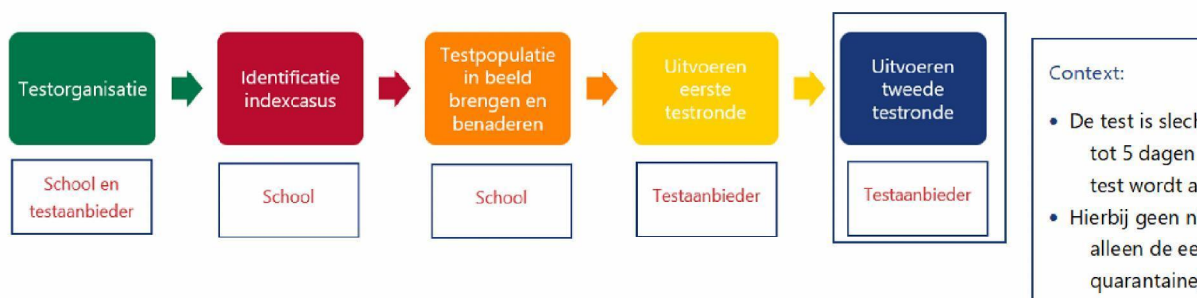 Testorganisatie
Identificatie
indexcasus
Testpopulatie
in beeld
brengen en
benaderen
Uitvoeren
eerste
testronde
Uitvoeren
tweede
testronde
School en
testaanbieder
School
School
Testaanbieder
Testaanbieder
Context:
• De test is slech
tot 5 dagen
test wordt a
• Hierbij geen n
alleen de ee
quarantaine